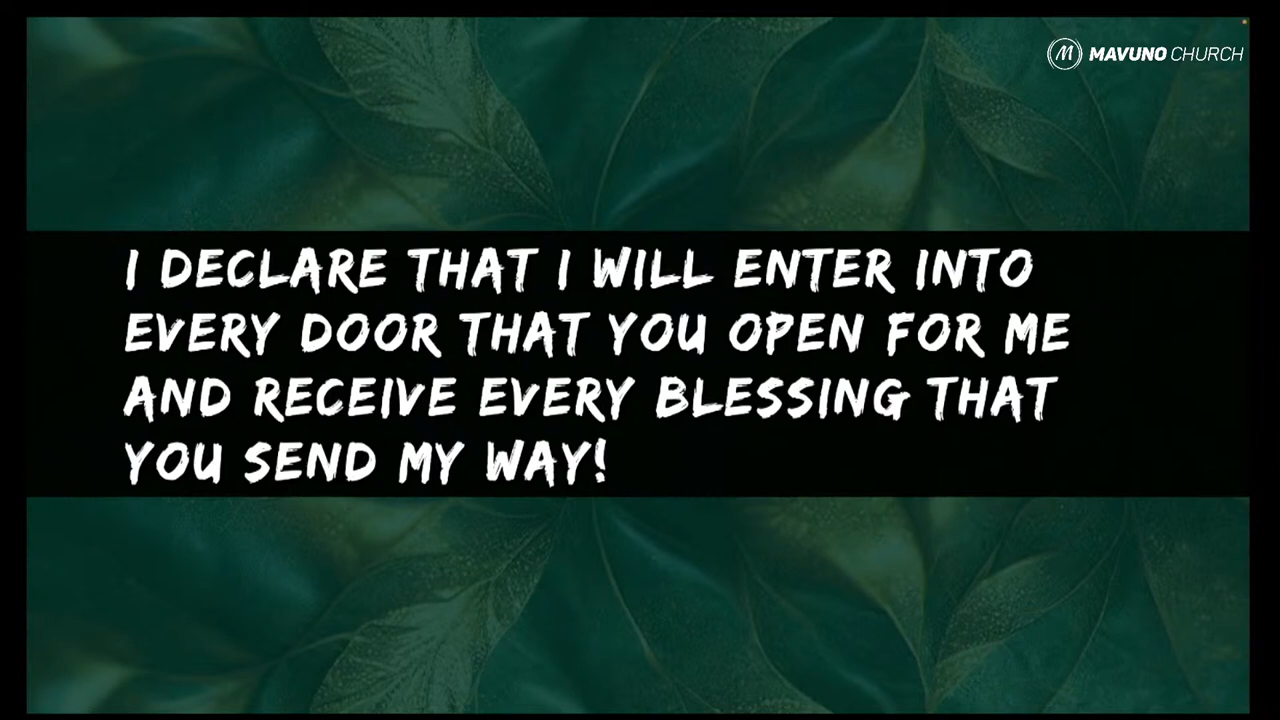 MAVUNO CHURCH
I DECLARE THAT I WILL ENTER INTO
EVERY DOOR THAT YOU OPEN FOR ME
AND RECEIVE EVERY BLESSING THAT
YOU SEND MY WAY!